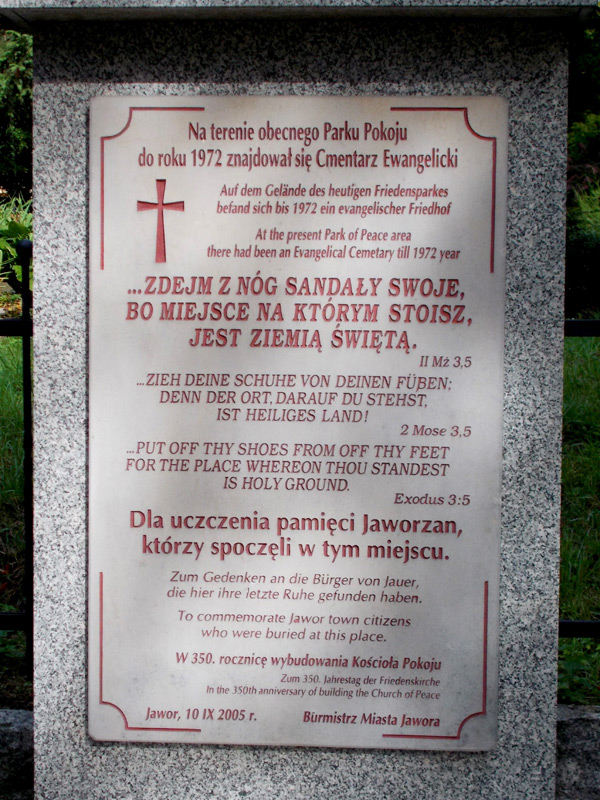 Na terenie obecnego Parku Pokoju
do roku 1972 znajdował się Cmentarz Ewangelicki
Auf dem Gelände des heutigen Friedensparkes
befand sich bis 1972 ein evangelischer Friedhof
At the present Park of Peace area
there had been an Evangelical Cemetary till 1972 year
...ZDEJM Z NÓG SANDAŁY SWOJE,
BO MIEJSCE NA KTÓRYM STOISZ,
JEST ZIEMIĄ ŚWIĘTĄ.
II Mż 3,5
...ZIEH DEINE SCHUHE VON DEINEN FÜßEN;
DENN DER ORT, DARAUF DU STEHST,
IST HEILIGES LAND!
2 Mose 3,5
...PUT OFF THY SHOES FROM OFF THY FEET
FOR THE PLACE WHEREON THOU STANDEST
IS HOLY GROUND.
Exodus 3:5
Dla uczczenia pamięci Jaworzan,
którzy spoczęli w tym miejscu.
Zum Gedenken an die Bürger von Jauer,
die hier ihre letzte Ruhe gefunden haben.
To commemorate Jawor town citizens
who were buried at this place.
W 350. rocznicę wybudowania Kościoła Pokoju
Zum 350. Jahrestag der Friedenskirche
In the 350th anniversary of building the Church of Peace
Jawor, 10 IX 2005 r. Burmistrz Miasta Jawora